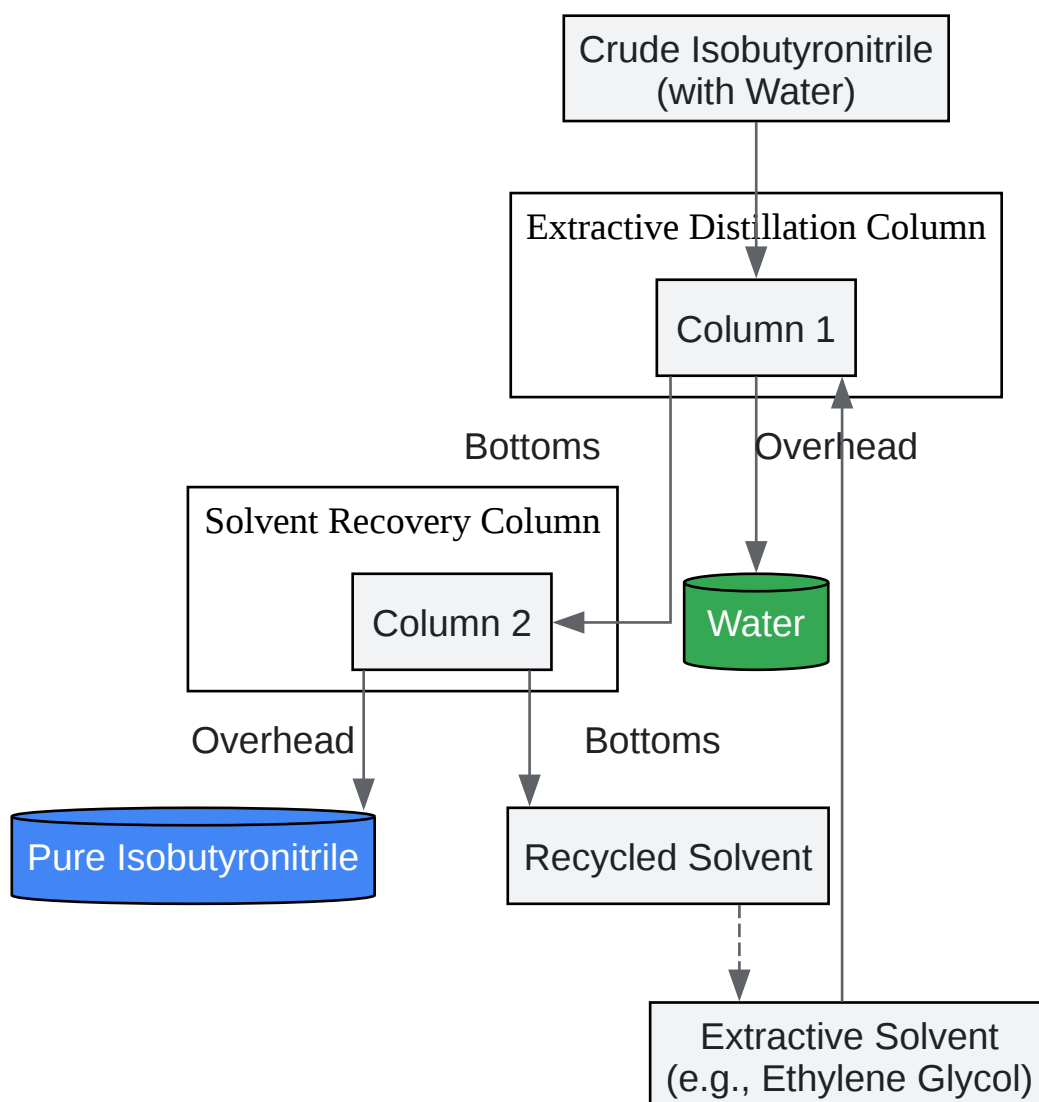 Crude Isobutyronitrile
(with Water)
Extractive Distillation Column
Column 1
Bottoms
Overhead
Solvent Recovery Column
Column 2
Water
Overhead
Bottoms
Pure Isobutyronitrile
Recycled Solvent
Extractive Solvent
(e.g., Ethylene Glycol)